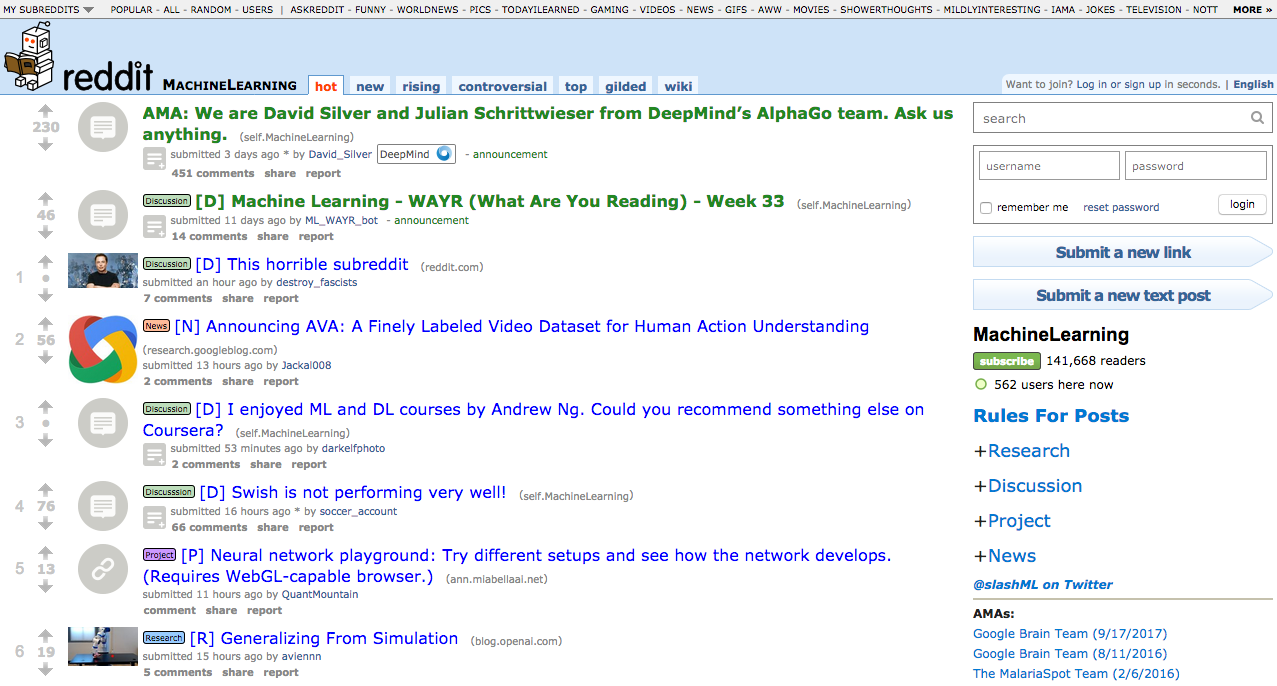 MY SUBREDDITS POPULAR - ALL - RANDOM - USERS | ASKREDDIT - FUNNY - WORLDNEWS - PICS - TODAYILEARNED - GAMING - VIDEOS - NEWS - GIFS - AWW - MOVIES - SHOWERTHOUGHTS - MILDLYINTERESTING - IAMA - JOKES - TELEVISION - NOTT MORE »
reddit MACHINELEARNING hot new rising controversial top gilded wiki
Want to join? Log in or sign up in seconds. | English
230
AMA: We are David Silver and Julian Schrittwieser from DeepMind’s AlphaGo team. Ask us
anything. (self.MachineLearning)
submitted 3 days ago * by David_Silver DeepMind - announcement
451 comments share report
46
Discussion [D] Machine Learning - WAYR (What Are You Reading) - Week 33 (self.MachineLearning)
submitted 11 days ago by ML_WAYR_bot - announcement
14 comments share report
1 •
Discussion [D] This horrible subreddit (reddit.com)
submitted an hour ago by destroy_fascists
7 comments share report
2 56
News [N] Announcing AVA: A Finely Labeled Video Dataset for Human Action Understanding
(research.googleblog.com)
submitted 13 hours ago by Jackal008
2 comments share report
3 •
Discussion [D] I enjoyed ML and DL courses by Andrew Ng. Could you recommend something else on
Coursera? (self.MachineLearning)
submitted 53 minutes ago by darkelfphoto
2 comments share report
4 76
Discusssion [D] Swish is not performing very well! (self.MachineLearning)
submitted 16 hours ago * by soccer_account
66 comments share report
5 13
Project [P] Neural network playground: Try different setups and see how the network develops.
(Requires WebGL-capable browser.) (ann.miabellaai.net)
submitted 11 hours ago by QuantMountain
comment share report
6 19
Research [R] Generalizing From Simulation (blog.openai.com)
submitted 15 hours ago by aviennn
5 comments share report
search
username password
remember me reset password login
Submit a new link
Submit a new text post
MachineLearning
subscribe 141,668 readers
562 users here now
Rules For Posts
+Research
+Discussion
+Project
+News
@slashML on Twitter
AMAs:
Google Brain Team (9/17/2017)
Google Brain Team (8/11/2016)
The MalariaSpot Team (2/6/2016)